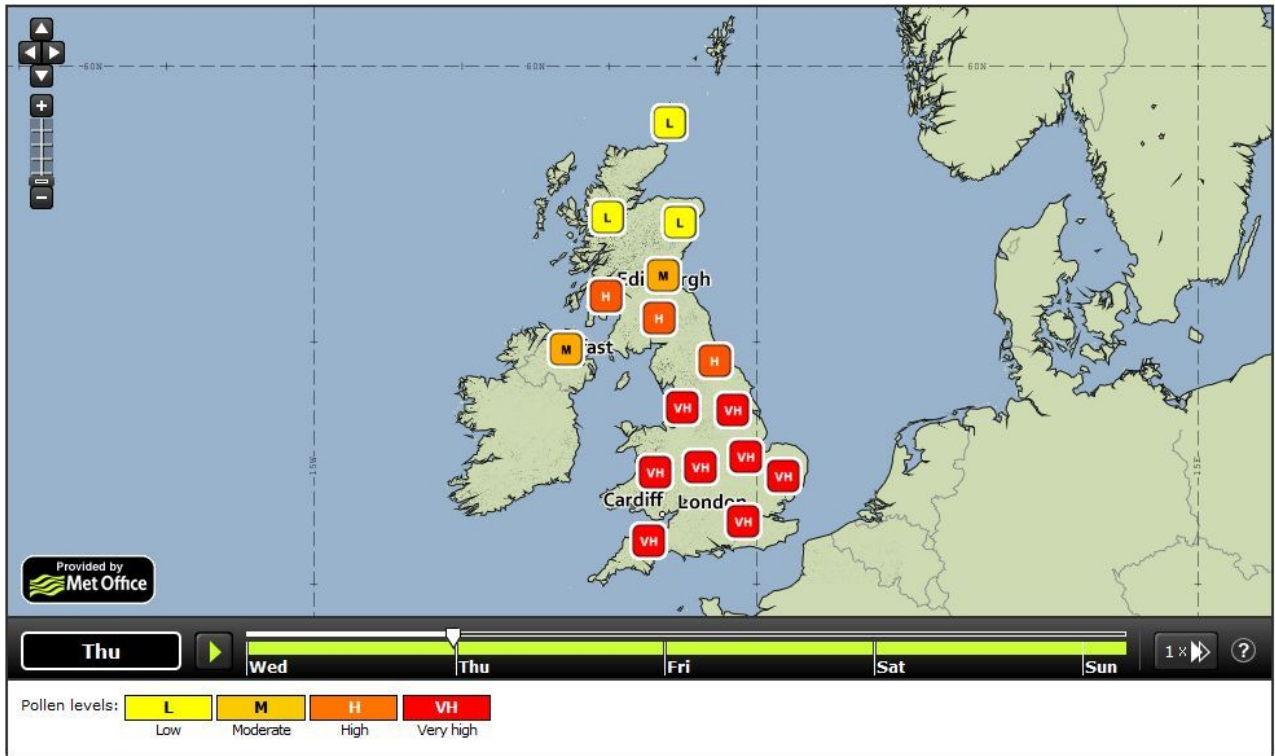 60N
60N
60N
L
L
L
M
Edi rgh
H
H
M
fast
H
VH
VH
VH
VH
VH
VH
15W
15E
Cardiff London
VH
VH
Provided by
Met Office
Thu
Wed
Thu
Fri
Sat
Sun
1 x
?
Pollen levels:
L
M
H
VH
Low
Moderate
High
Very high